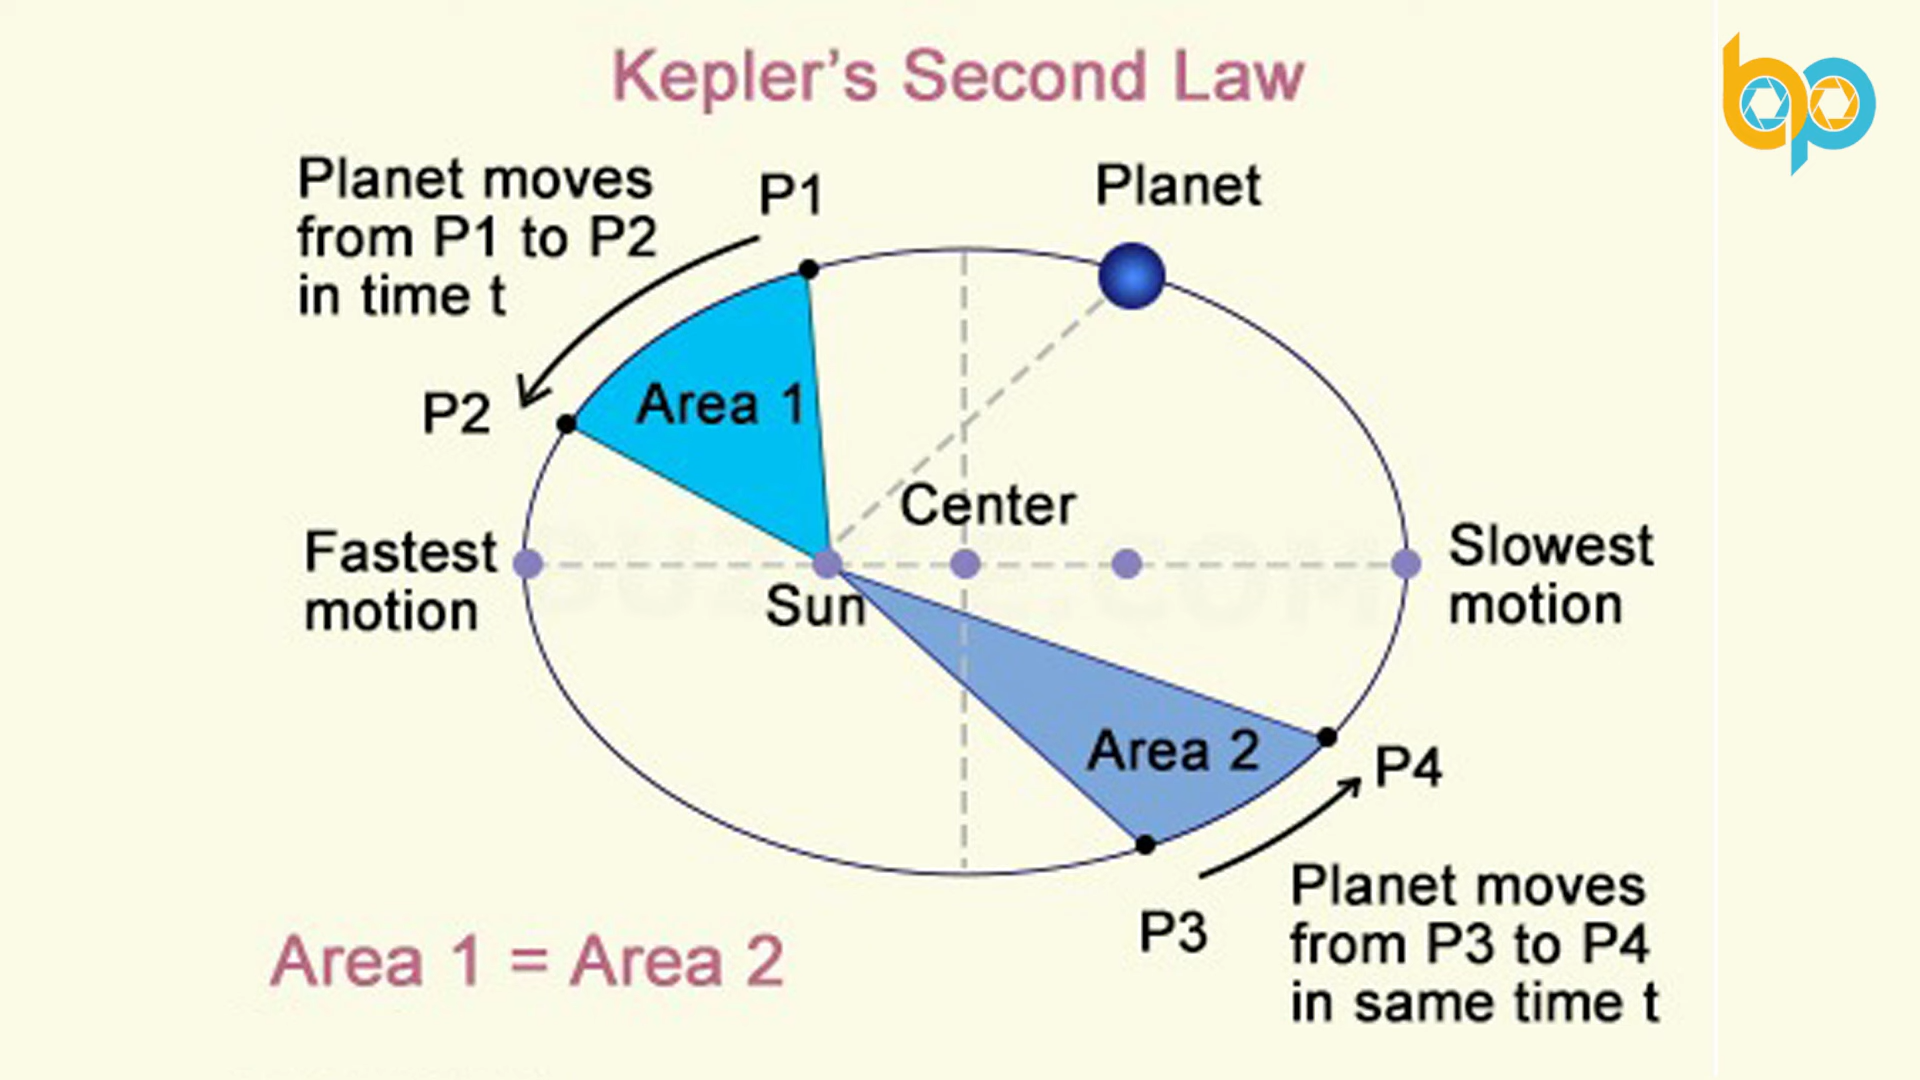 Kepler's Second Law
Planet moves
from P1 to P2
in time t
P1
Planet
P2
Area 1
Center
Fastest
motion
Sun
Slowest
motion
Area 2
P4
P3
Planet moves
from P3 to P4
in same time t
Area 1 = Area 2
bp